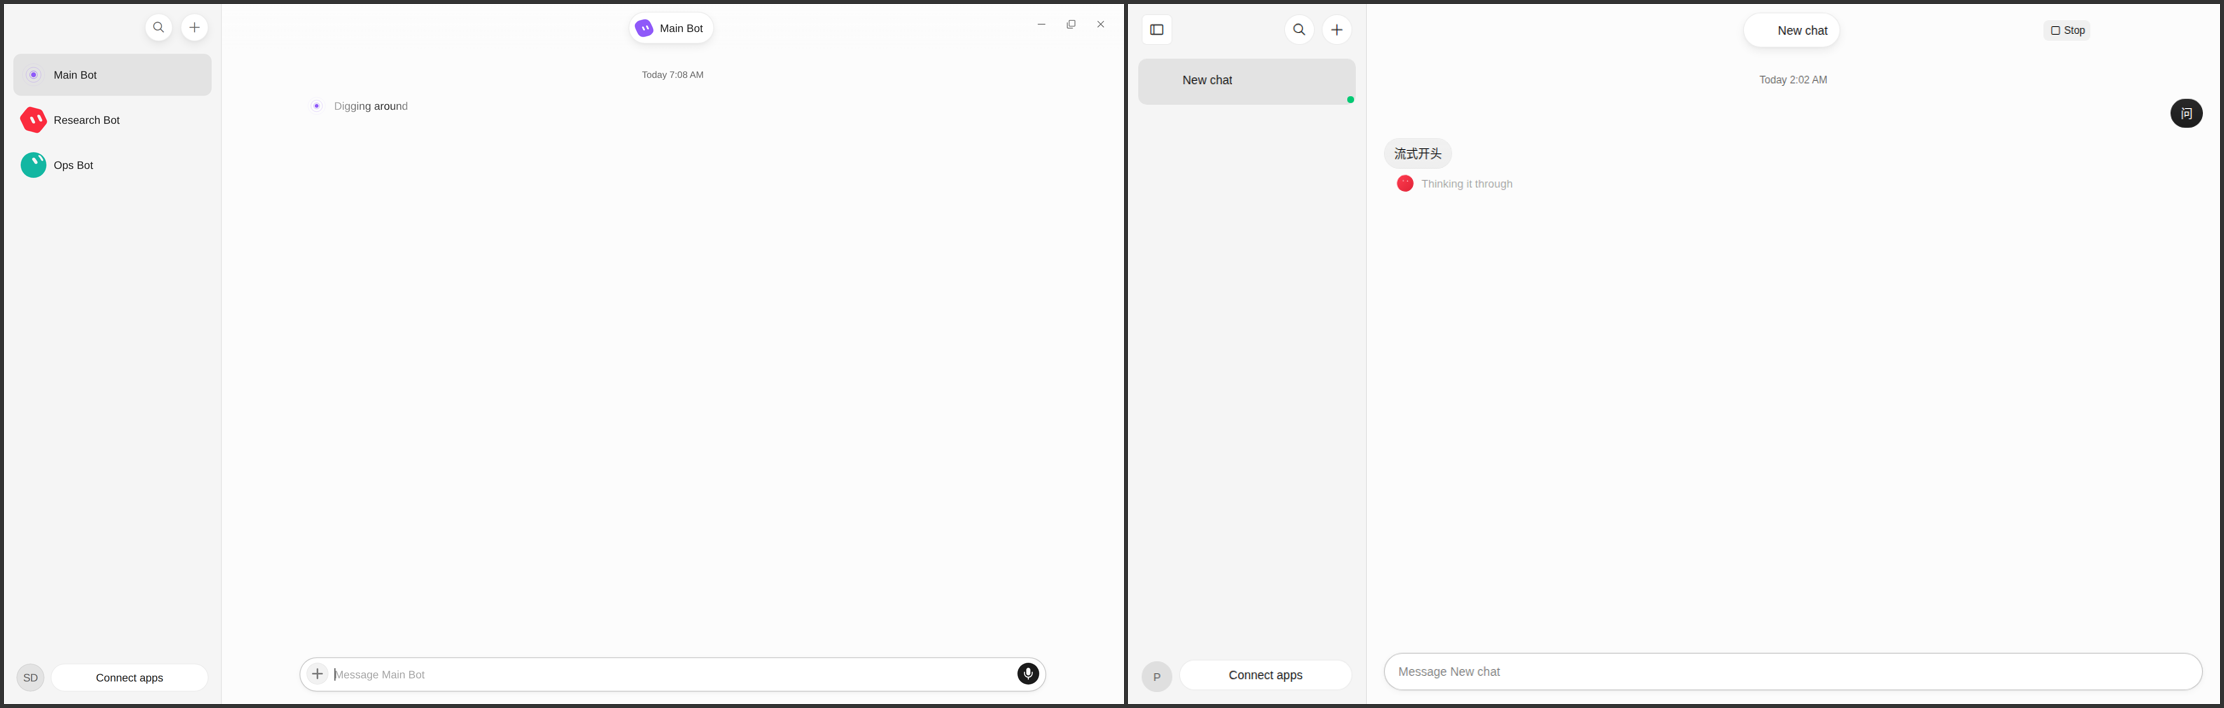 Main Bot
Today 7:08 AM
Main Bot
Digging around
Research Bot
Ops Bot
SD
Connect apps
Message Main Bot
New chat
Stop
New chat
Today 2:02 AM
问
流式开头
Thinking it through
P
Connect apps
Message New chat